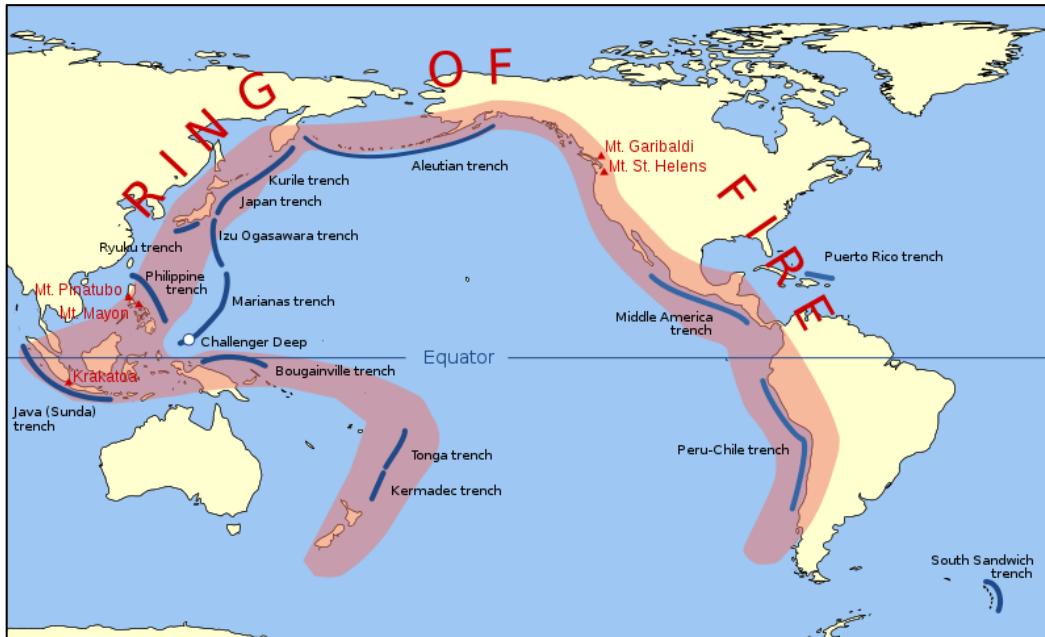 RING OF FIRE
Mt. Garibaldi
Mt. St. Helens
Aleutian trench
Kurile trench
Japan trench
Izu Ogasawara trench
Ryuku trench
Philippine
trench
Puerto Rico trench
Mt. Pinatubo
Mt. Mayon
Marianas trench
Middle America
trench
Challenger Deep
Equator
Bougainville trench
Krakatoa
Java (Sunda)
trench
Tonga trench
Peru-Chile trench
Kermadec trench
South Sandwich
trench